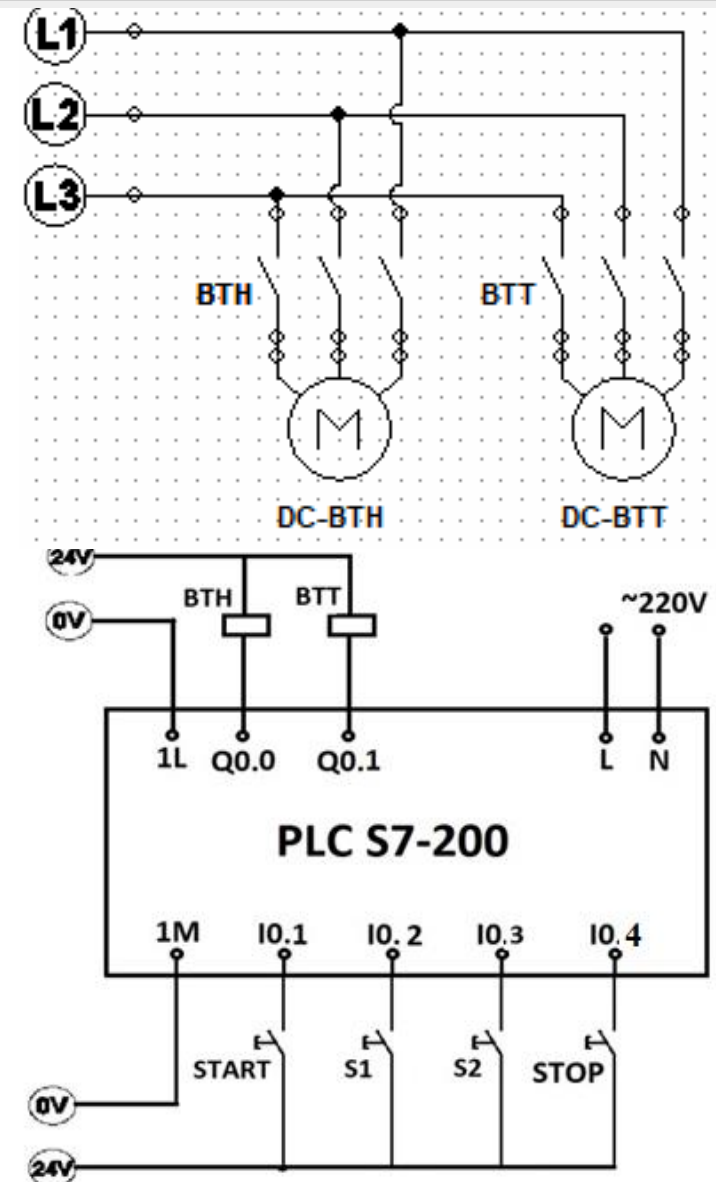 L1
L2
L3
BTH BTT
M M
DC-BTH DC-BTT
24V
BTH BTT
0V
~220V
1L Q0.0 Q0.1 L N
PLC S7-200
1M I0.1 I0.2 I0.3 I0.4
START S1 S2 STOP
0V
24V